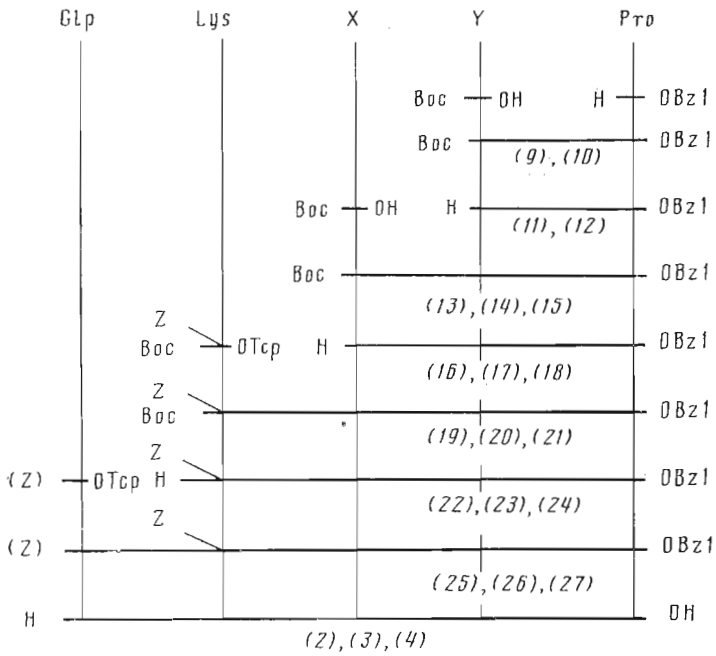 Glp Lys X Y Pro
Boc OH H OBzl
Boc OBzl
(9), (10)
Boc OH H OBzl
(11), (12)
Boc OBzl
(13), (14), (15)
Z
Boc OTcp H OBzl
(16), (17), (18)
Z
Boc OBzl
(19), (20), (21)
Z
(Z) OTcp H OBzl
(22), (23), (24)
Z
(Z) OBzl
(25), (26), (27)
H OH
(2), (3), (4)